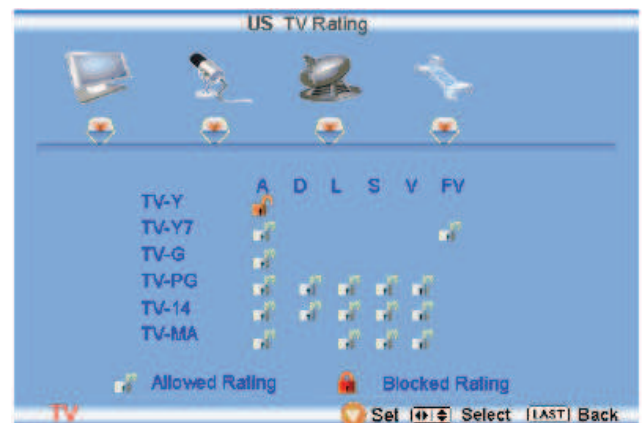 US TV Rating
A D L S V FV
TV-Y
TV-Y7
TV-G
TV-PG
TV-14
TV-MA
Allowed Rating Blocked Rating
TV Set Select LAST Back